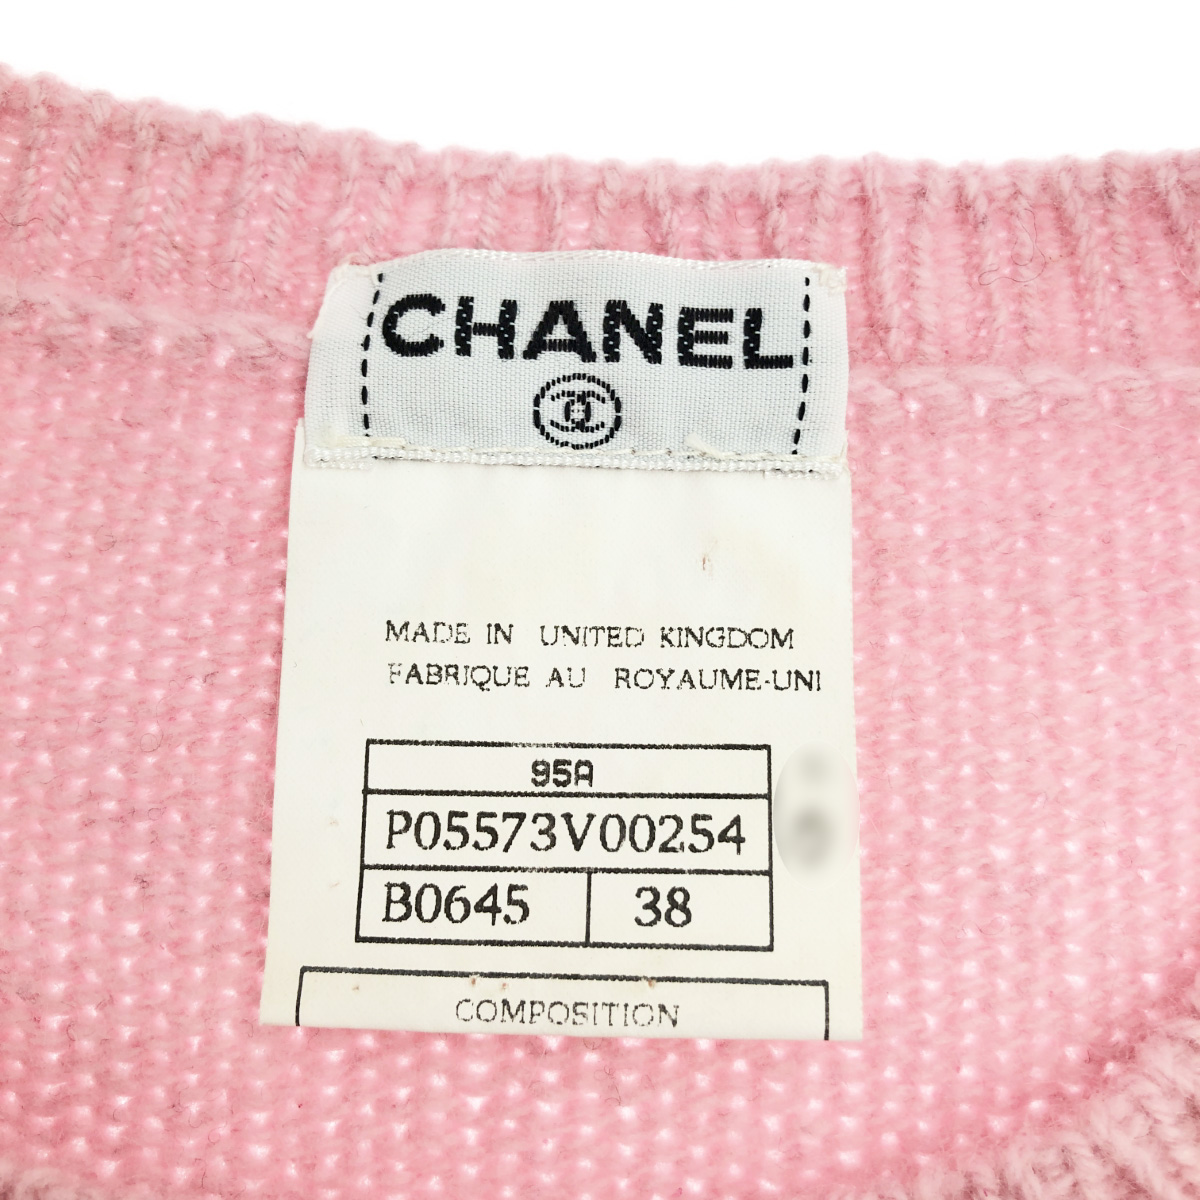 CHANEL
MADE IN UNITED KINGDOM
FABRIQUE AU ROYAUME-UNI
95A
P05573V00254
B0645 38
COMPOSITION